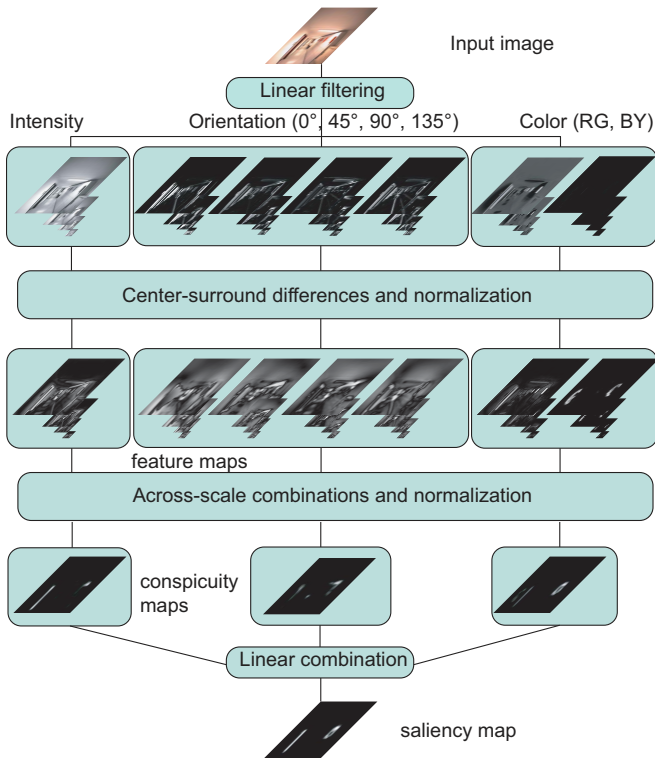 Input image
Linear filtering
Intensity
Orientation (0°, 45°, 90°, 135°)
Color (RG, BY)
Center-surround differences and normalization
feature maps
Across-scale combinations and normalization
conspicuity
maps
Linear combination
saliency map